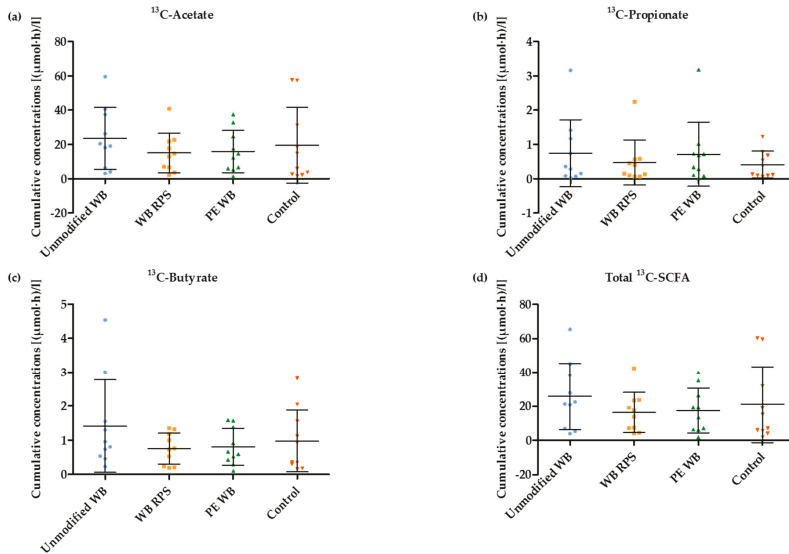 (a)
¹³C-Acetate
Cumulative concentrations [(μmol·h)/l]
80
60
40
20
0
-20
Unmodified WB
WB RPS
PE WB
Control
(b)
¹³C-Propionate
Cumulative concentrations [(μmol·h)/l]
4
3
2
1
0
-1
Unmodified WB
WB RPS
PE WB
Control
(c)
¹³C-Butyrate
Cumulative concentrations [(μmol·h)/l]
5
4
3
2
1
0
Unmodified WB
WB RPS
PE WB
Control
(d)
Total ¹³C-SCFA
Cumulative concentrations [(μmol·h)/l]
80
60
40
20
0
-20
Unmodified WB
WB RPS
PE WB
Control